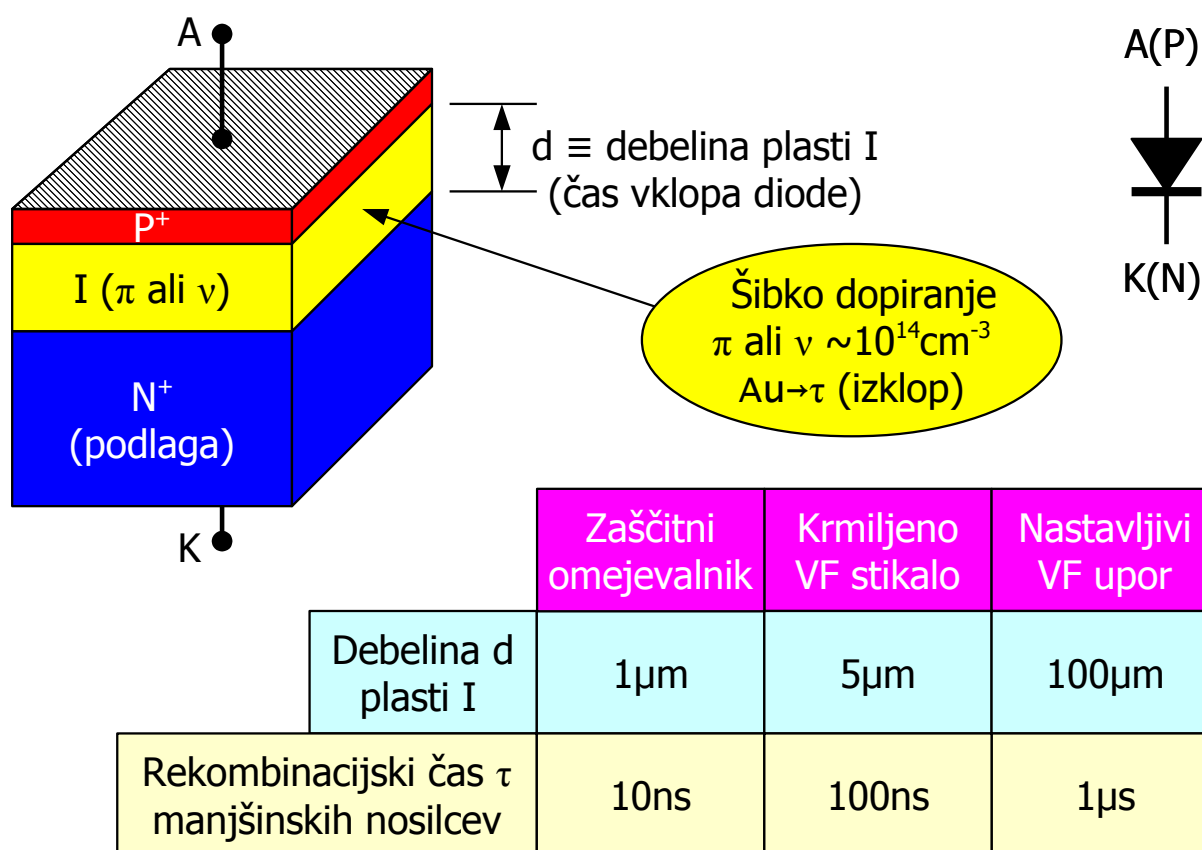 A
A(P)
d ≡ debelina plasti I
(čas vklopa diode)
P⁺
I (π ali ν)
K(N)
Šibko dopiranje
π ali ν ~10¹⁴cm⁻³
Au→τ (izklop)
N⁺
(podlaga)
K
Zaščitni
omejevalnik
Krmiljeno
VF stikalo
Nastavljivi
VF upor
Debelina d
plasti I
1µm
5µm
100µm
Rekombinacijski čas τ
manjšinskih nosilcev
10ns
100ns
1µs